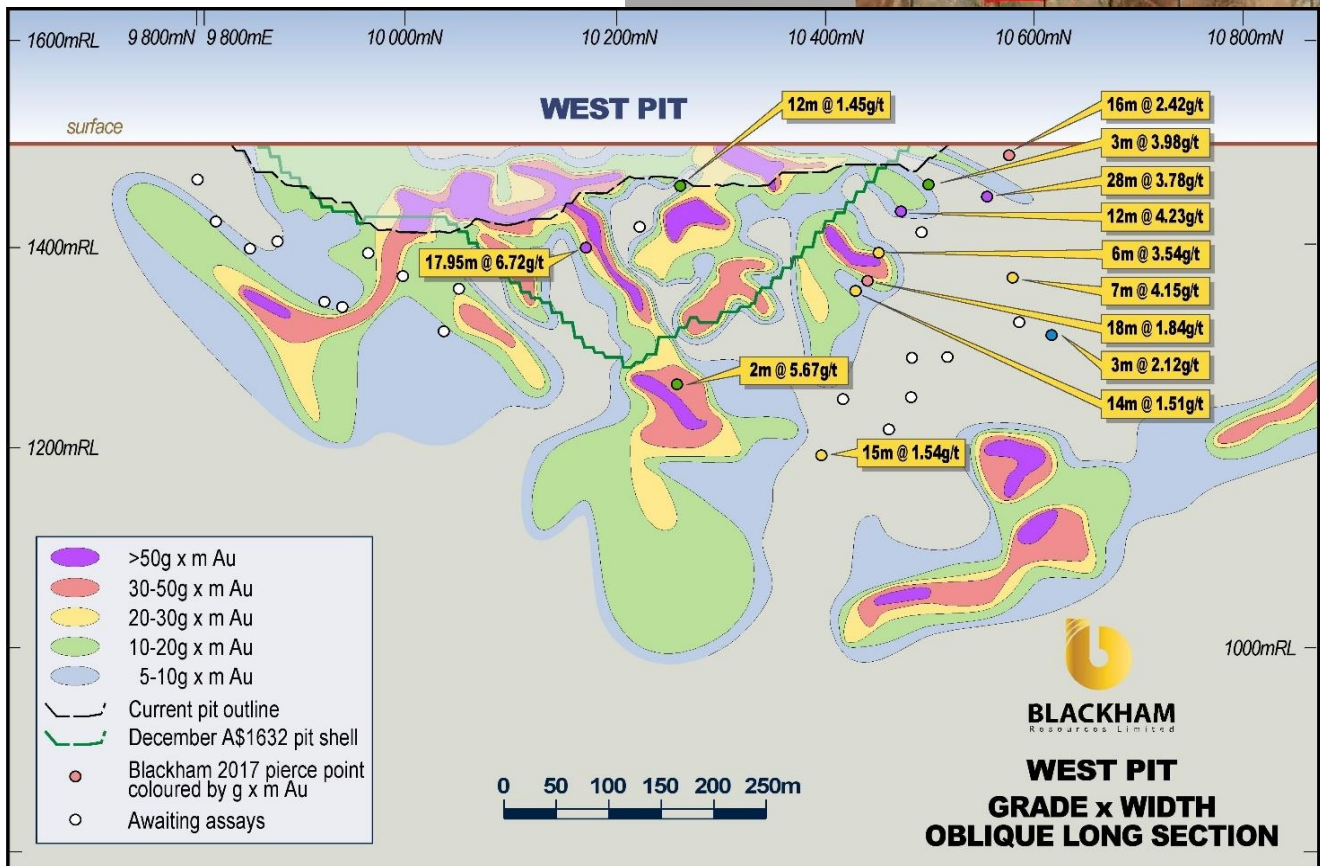 1600mRL
9 800mN
9 800mE
10 000mN
10 200mN
10 400mN
10 600mN
10 800mN
WEST PIT
surface
12m @ 1.45g/t
16m @ 2.42g/t
3m @ 3.98g/t
28m @ 3.78g/t
12m @ 4.23g/t
1400mRL
17.95m @ 6.72g/t
6m @ 3.54g/t
7m @ 4.15g/t
18m @ 1.84g/t
3m @ 2.12g/t
2m @ 5.67g/t
14m @ 1.51g/t
1200mRL
15m @ 1.54g/t
>50g x m Au
30-50g x m Au
20-30g x m Au
10-20g x m Au
5-10g x m Au
Current pit outline
December A$1632 pit shell
Blackham 2017 pierce point
coloured by g x m Au
Awaiting assays
0 50 100 150 200 250m
1000mRL
BLACKHAM
Resources Limited
WEST PIT
GRADE x WIDTH
OBLIQUE LONG SECTION